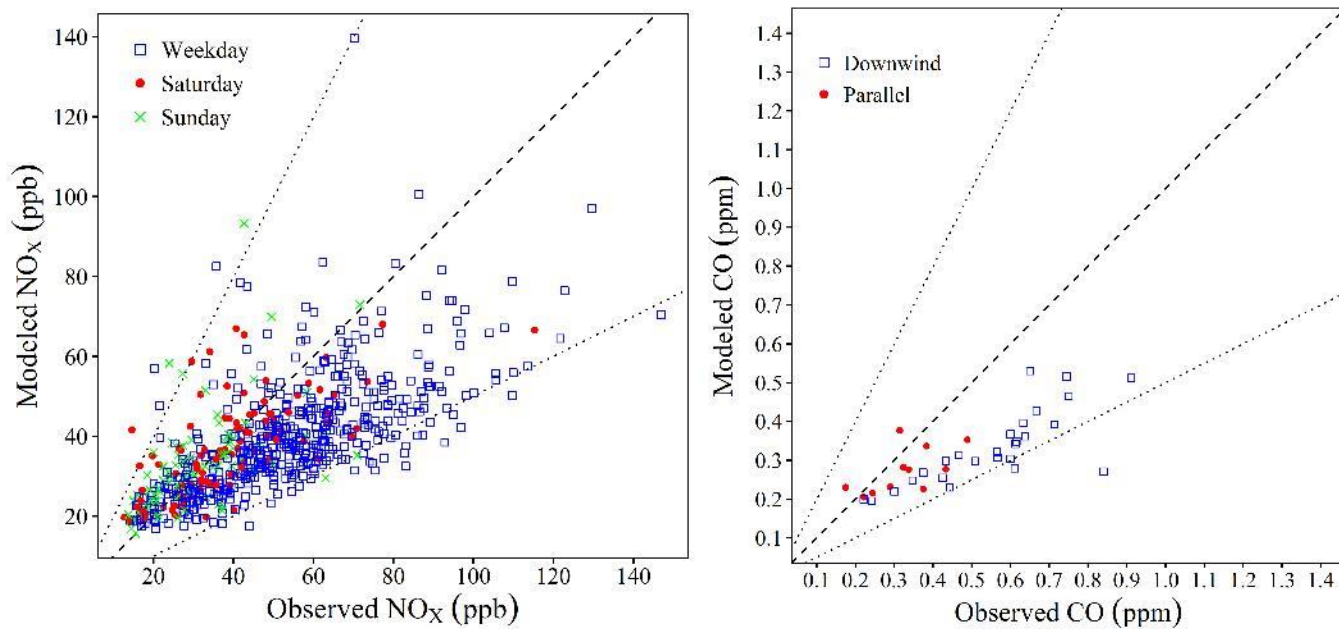 140
120
100
80
60
40
20
Modeled NOX (ppb)
Weekday
Saturday
Sunday
20 40 60 80 100 120 140
Observed NOX (ppb)
1.4
1.3
1.2
1.1
1.0
0.9
0.8
0.7
0.6
0.5
0.4
0.3
0.2
0.1
Modeled CO (ppm)
Downwind
Parallel
0.1 0.2 0.3 0.4 0.5 0.6 0.7 0.8 0.9 1.0 1.1 1.2 1.3 1.4
Observed CO (ppm)